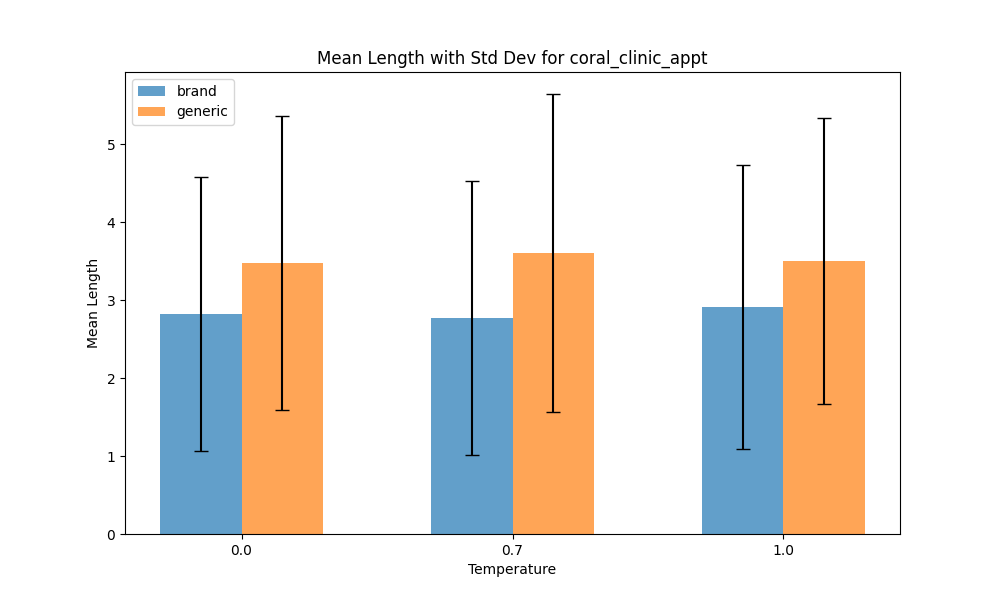 Mean Length with Std Dev for coral_clinic_appt
brand
generic
Mean Length
5
4
3
2
1
0
0.0
0.7
1.0
Temperature